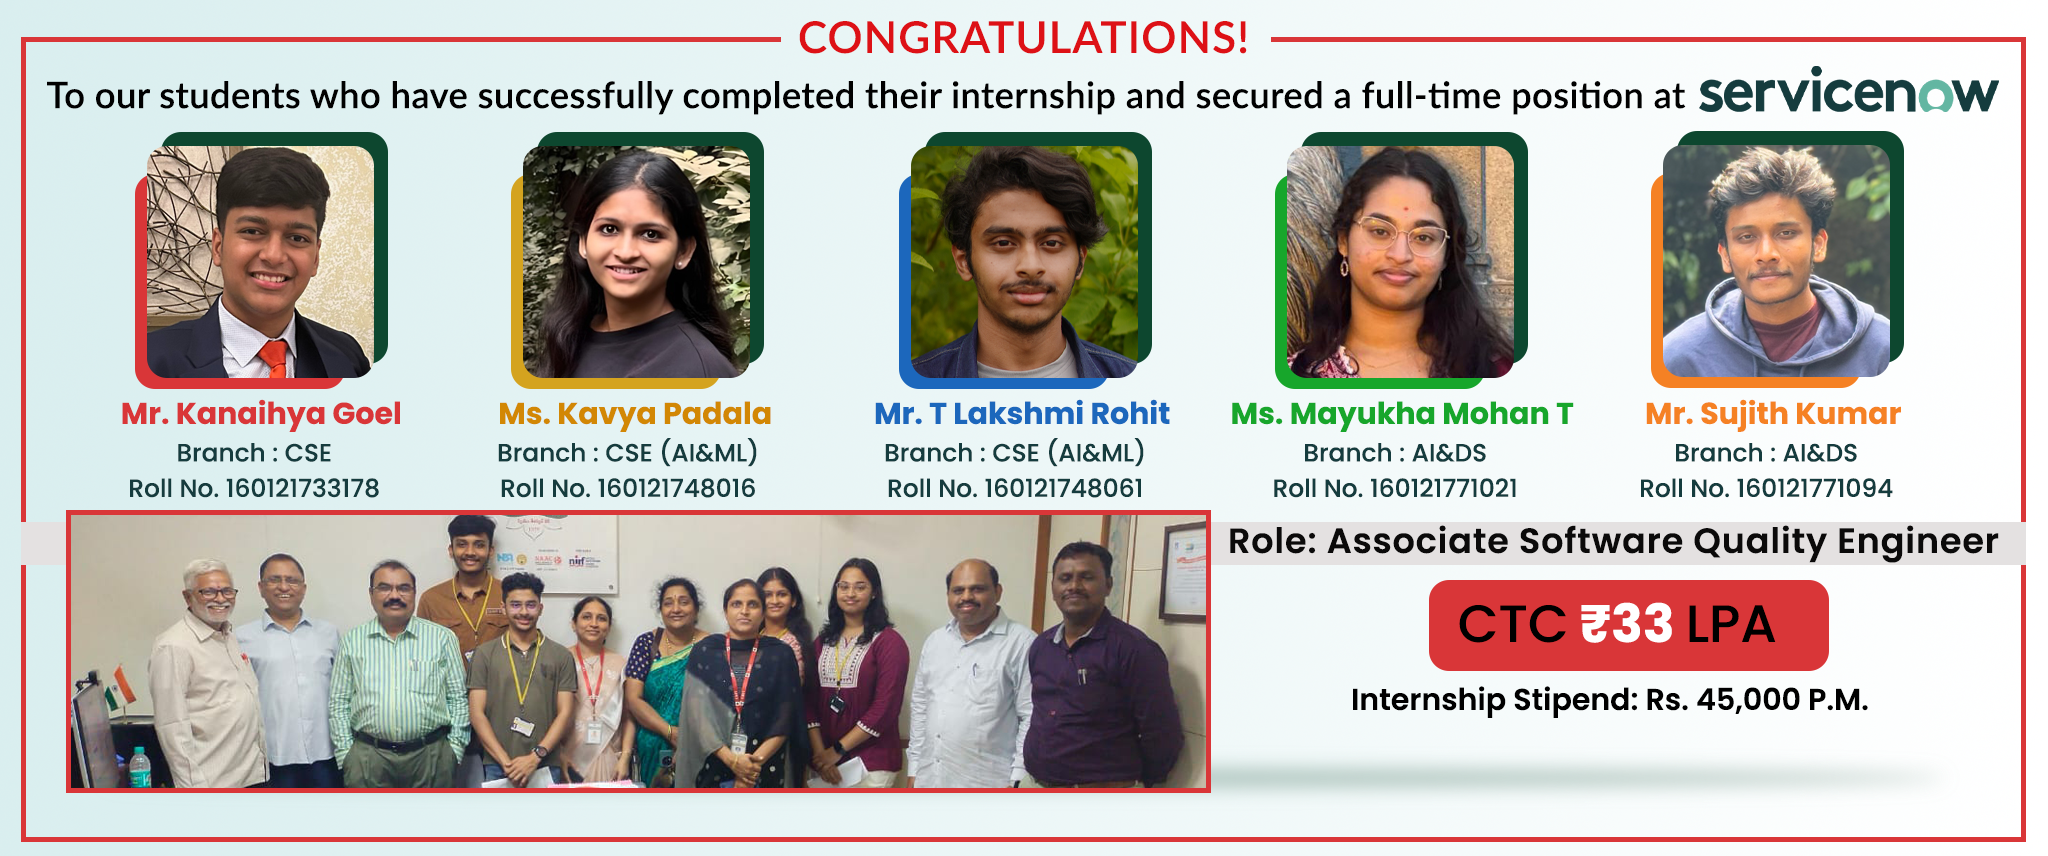 CONGRATULATIONS!
To our students who have successfully completed their internship and secured a full-time position at servicenow
Mr. Kanaihya Goel
Branch : CSE
Roll No. 160121733178
Ms. Kavya Padala
Branch : CSE (AI&ML)
Roll No. 160121748016
Mr. T Lakshmi Rohit
Branch : CSE (AI&ML)
Roll No. 160121748061
Ms. Mayukha Mohan T
Branch : AI&DS
Roll No. 160121771021
Mr. Sujith Kumar
Branch : AI&DS
Roll No. 160121771094
nirf
Role: Associate Software Quality Engineer
CTC ₹33 LPA
Internship Stipend: Rs. 45,000 P.M.